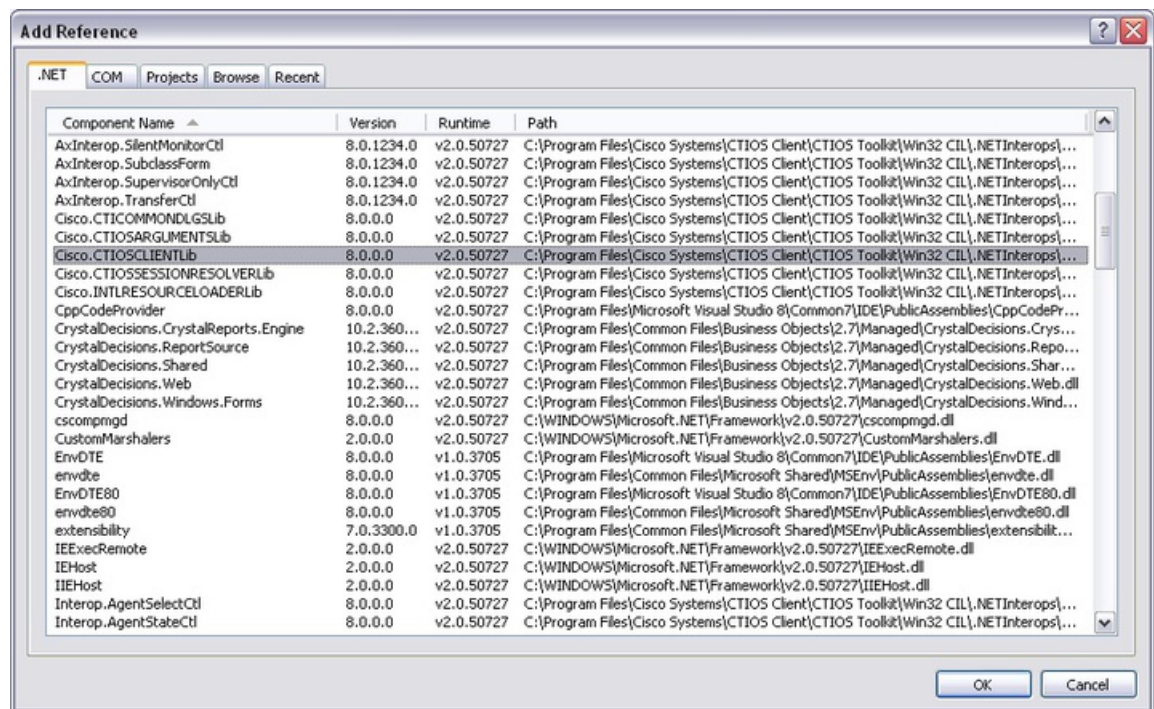 Add Reference
.NET COM Projects Browse Recent
Component Name Version Runtime Path
AxInterop.SilentMonitorCtl 8.0.1234.0 v2.0.50727 C:\Program Files\Cisco Systems\CTIOS Client\CTIOS Toolkit\Win32 CIL\.NETInterops\...
AxInterop.SubclassForm 8.0.1234.0 v2.0.50727 C:\Program Files\Cisco Systems\CTIOS Client\CTIOS Toolkit\Win32 CIL\.NETInterops\...
AxInterop.SupervisorOnlyCtl 8.0.1234.0 v2.0.50727 C:\Program Files\Cisco Systems\CTIOS Client\CTIOS Toolkit\Win32 CIL\.NETInterops\...
AxInterop.TransferCtl 8.0.1234.0 v2.0.50727 C:\Program Files\Cisco Systems\CTIOS Client\CTIOS Toolkit\Win32 CIL\.NETInterops\...
Cisco.CTICOMMONDLGSLib 8.0.0.0 v2.0.50727 C:\Program Files\Cisco Systems\CTIOS Client\CTIOS Toolkit\Win32 CIL\.NETInterops\...
Cisco.CTIOSARGUMENTSLib 8.0.0.0 v2.0.50727 C:\Program Files\Cisco Systems\CTIOS Client\CTIOS Toolkit\Win32 CIL\.NETInterops\...
Cisco.CTIOSCLIENTLib 8.0.0.0 v2.0.50727 C:\Program Files\Cisco Systems\CTIOS Client\CTIOS Toolkit\Win32 CIL\.NETInterops\...
Cisco.CTIOSSESSIONRESOLVERLib 8.0.0.0 v2.0.50727 C:\Program Files\Cisco Systems\CTIOS Client\CTIOS Toolkit\Win32 CIL\.NETInterops\...
Cisco.INTLRESOURCELOADERLib 8.0.0.0 v2.0.50727 C:\Program Files\Cisco Systems\CTIOS Client\CTIOS Toolkit\Win32 CIL\.NETInterops\...
CppCodeProvider 8.0.0.0 v2.0.50727 C:\Program Files\Microsoft Visual Studio 8\Common7\IDE\PublicAssemblies\CppCodePr...
CrystalDecisions.CrystalReports.Engine 10.2.360... v2.0.50727 C:\Program Files\Common Files\Business Objects\2.7\Managed\CrystalDecisions.Crys...
CrystalDecisions.ReportSource 10.2.360... v2.0.50727 C:\Program Files\Common Files\Business Objects\2.7\Managed\CrystalDecisions.Repo...
CrystalDecisions.Shared 10.2.360... v2.0.50727 C:\Program Files\Common Files\Business Objects\2.7\Managed\CrystalDecisions.Shar...
CrystalDecisions.Web 10.2.360... v2.0.50727 C:\Program Files\Common Files\Business Objects\2.7\Managed\CrystalDecisions.Web.dll
CrystalDecisions.Windows.Forms 10.2.360... v2.0.50727 C:\Program Files\Common Files\Business Objects\2.7\Managed\CrystalDecisions.Wind...
cscompmgd 8.0.0.0 v2.0.50727 C:\WINDOWS\Microsoft.NET\Framework\v2.0.50727\cscompmgd.dll
CustomMarshalers 2.0.0.0 v2.0.50727 C:\WINDOWS\Microsoft.NET\Framework\v2.0.50727\CustomMarshalers.dll
EnvDTE 8.0.0.0 v1.0.3705 C:\Program Files\Microsoft Visual Studio 8\Common7\IDE\PublicAssemblies\EnvDTE.dll
envdte 8.0.0.0 v1.0.3705 C:\Program Files\Common Files\Microsoft Shared\MSEnv\PublicAssemblies\envdte.dll
EnvDTE80 8.0.0.0 v1.0.3705 C:\Program Files\Microsoft Visual Studio 8\Common7\IDE\PublicAssemblies\EnvDTE80.dll
envdte80 8.0.0.0 v1.0.3705 C:\Program Files\Common Files\Microsoft Shared\MSEnv\PublicAssemblies\envdte80.dll
extensibility 7.0.3300.0 v1.0.3705 C:\Program Files\Common Files\Microsoft Shared\MSEnv\PublicAssemblies\extensibilit...
IEExecRemote 2.0.0.0 v2.0.50727 C:\WINDOWS\Microsoft.NET\Framework\v2.0.50727\IEExecRemote.dll
IEHost 2.0.0.0 v2.0.50727 C:\WINDOWS\Microsoft.NET\Framework\v2.0.50727\IEHost.dll
IIEHost 2.0.0.0 v2.0.50727 C:\WINDOWS\Microsoft.NET\Framework\v2.0.50727\IIEHost.dll
Interop.AgentSelectCtl 8.0.0.0 v2.0.50727 C:\Program Files\Cisco Systems\CTIOS Client\CTIOS Toolkit\Win32 CIL\.NETInterops\...
Interop.AgentStateCtl 8.0.0.0 v2.0.50727 C:\Program Files\Cisco Systems\CTIOS Client\CTIOS Toolkit\Win32 CIL\.NETInterops\...
OK Cancel